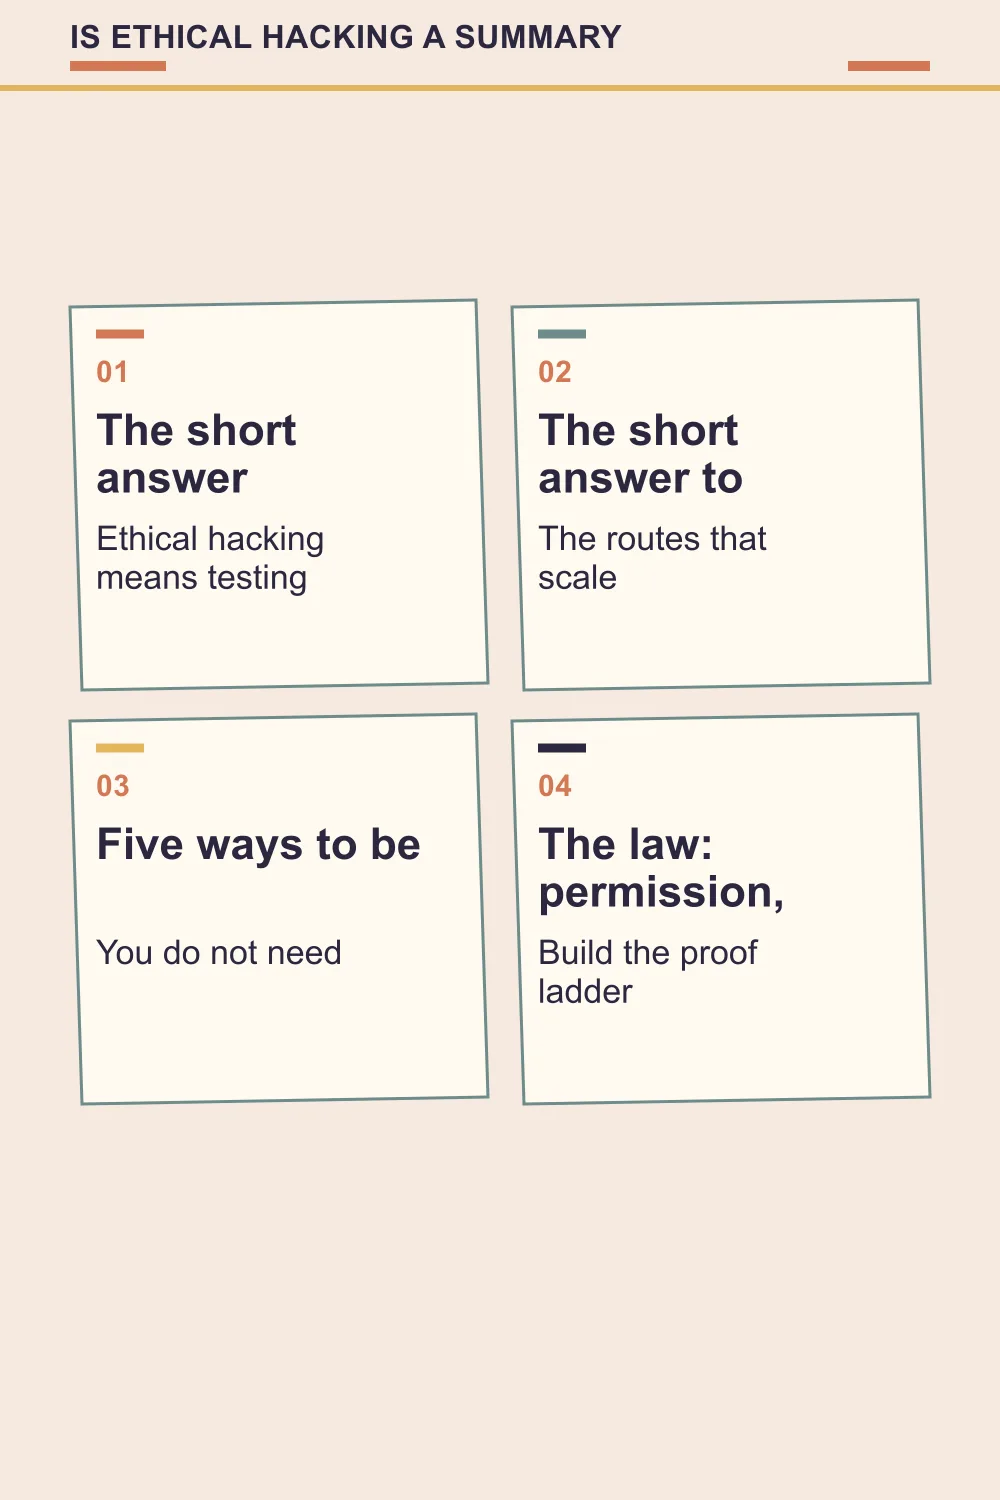 IS ETHICAL HACKING A SUMMARY
01
The short
answer
Ethical hacking
means testing
02
The short
answer to
The routes that
scale
03
Five ways to be
You do not need
04
The law:
permission,
Build the proof
ladder